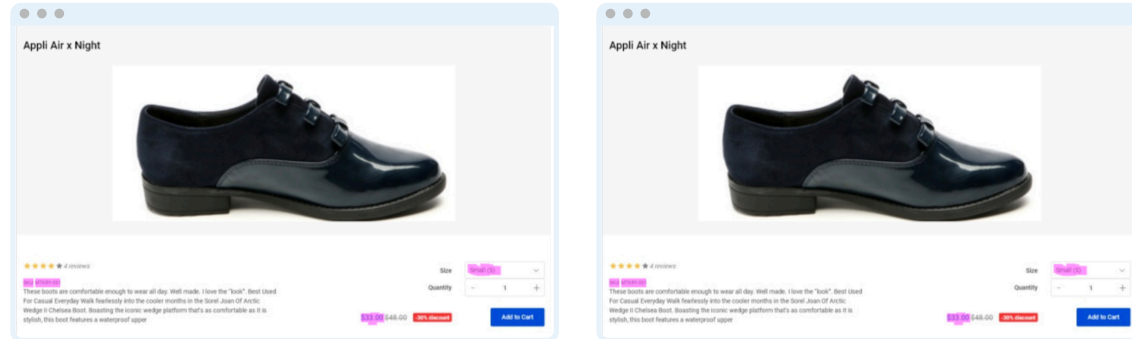 Appli Air x Night
4 reviews
Size
Small (S)
Quantity
- 1 +
These boots are comfortable enough to wear all day. Well made, I love the "look". Best Used
For Casual Everyday Walk fearlessly into the cooler months in the Sorel Joan Of Arctic
Wedge II Chelsea Boot. Boasting the iconic wedge platform that's as comfortable as it is
stylish, this boot features a waterproof upper
$33.00 $48.00 -30% discount
Add to Cart
Appli Air x Night
4 reviews
Size
Small (S)
Quantity
- 1 +
These boots are comfortable enough to wear all day. Well made, I love the "look". Best Used
For Casual Everyday Walk fearlessly into the cooler months in the Sorel Joan Of Arctic
Wedge II Chelsea Boot. Boasting the iconic wedge platform that's as comfortable as it is
stylish, this boot features a waterproof upper
$33.00 $48.00 -30% discount
Add to Cart